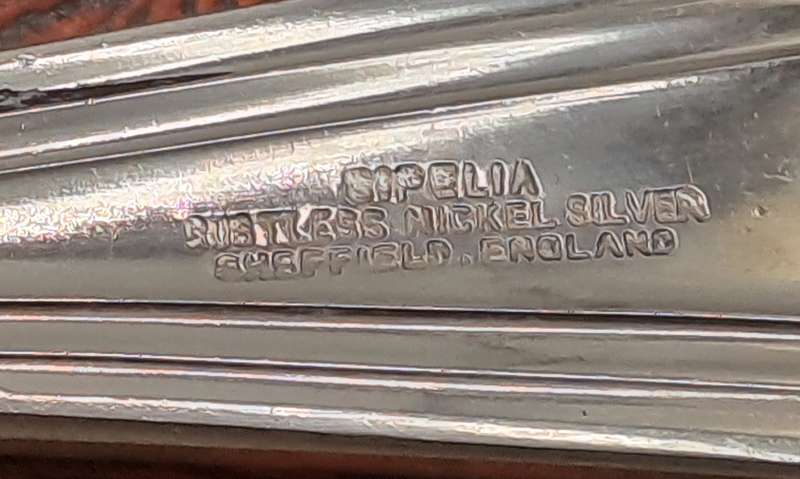 SIPELIA
RUSTLESS NICKEL SILVER
SHEFFIELD. ENGLAND